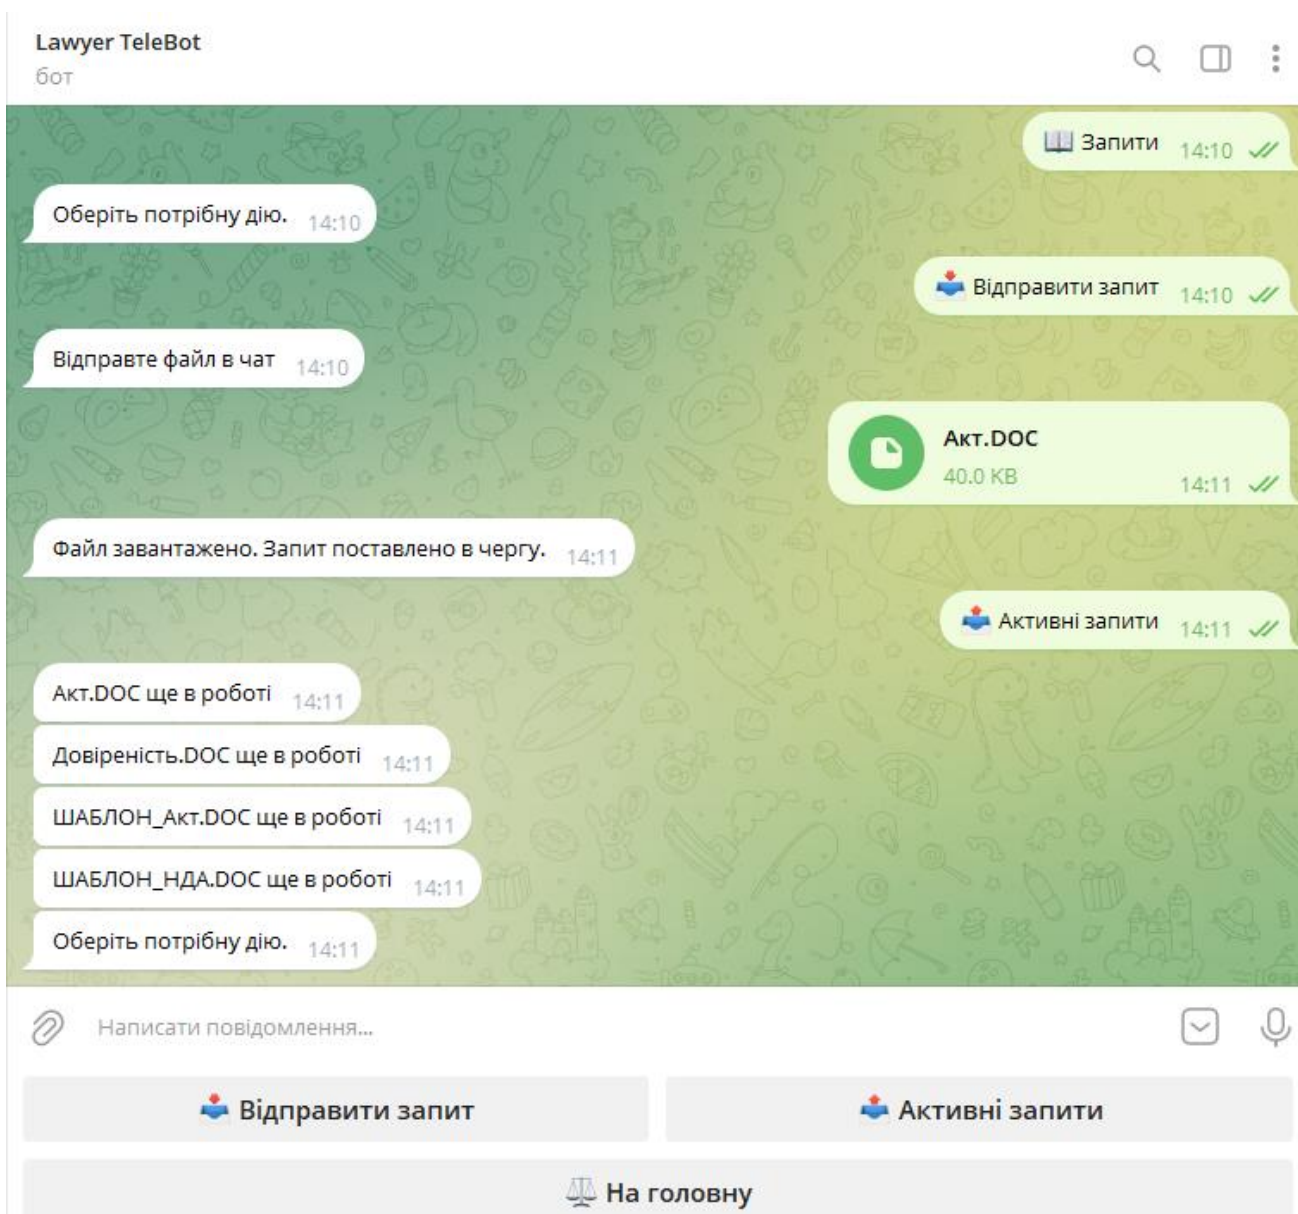 Lawyer TeleBot
бот
📖 Запити 14:10
Оберіть потрібну дію. 14:10
📥 Відправити запит 14:10
Відправте файл в чат 14:10
Акт.DOC
40.0 KB 14:11
Файл завантажено. Запит поставлено в чергу. 14:11
📤 Активні запити 14:11
Акт.DOC ще в роботі 14:11
Довіреність.DOC ще в роботі 14:11
ШАБЛОН_Акт.DOC ще в роботі 14:11
ШАБЛОН_НДА.DOC ще в роботі 14:11
Оберіть потрібну дію. 14:11
Написати повідомлення...
📤 Відправити запит 📤 Активні запити
⚖️ На головну